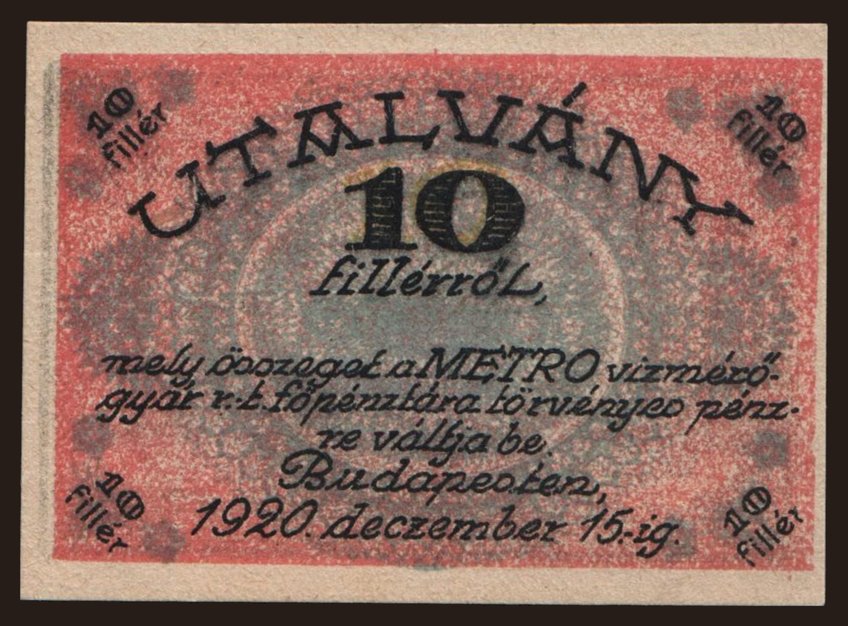 10 fillér
10 fillér
UTALVÁNY
10
fillérről,
mely összeget a METRO vízmérő-
gyár r.-t. főpénztára törvényes pénz-
re váltja be.
Budapesten,
1920. deczember 15.-ig.
10 fillér
10 fillér